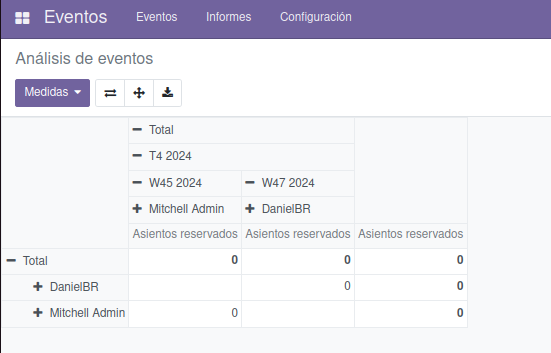 Eventos Eventos Informes Configuración
Análisis de eventos
Medidas
Total
T4 2024
W45 2024 W47 2024
Mitchell Admin DanielBR
Asientos reservados Asientos reservados Asientos reservados
Total 0 0 0
DanielBR 0 0
Mitchell Admin 0 0